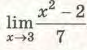 lim x→3 x² − 2 / 7